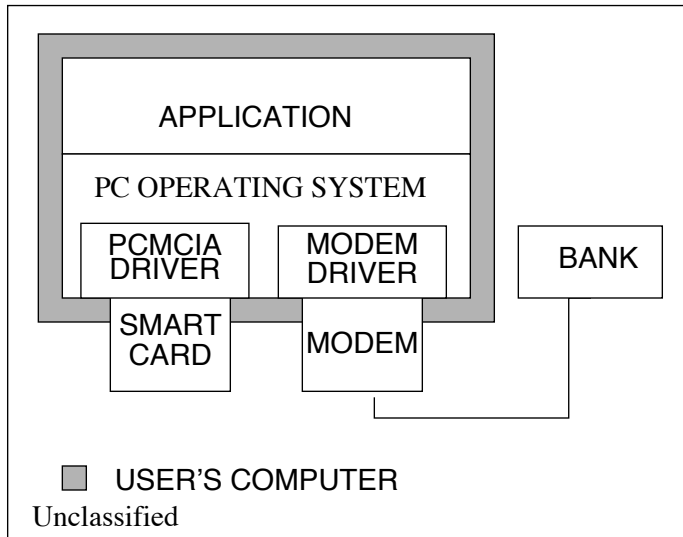 APPLICATION
PC OPERATING SYSTEM
PCMCIA
DRIVER
MODEM
DRIVER
BANK
SMART
CARD
MODEM
USER'S COMPUTER
Unclassified